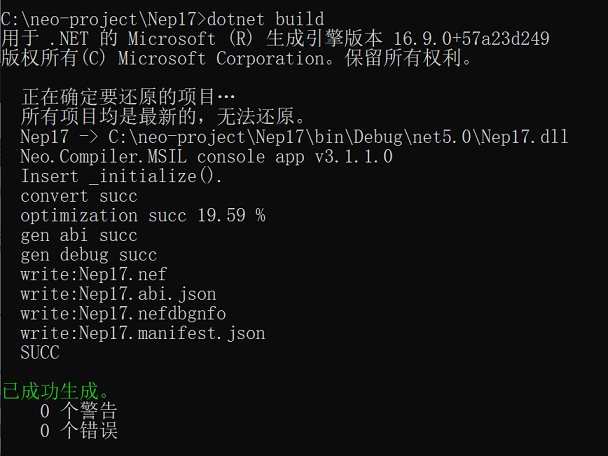 C:\neo-project\Nep17>dotnet build
用于 .NET 的 Microsoft (R) 生成引擎版本 16.9.0+57a23d249
版权所有(C) Microsoft Corporation。保留所有权利。
正在确定要还原的项目…
所有项目均是最新的，无法还原。
Nep17 -> C:\neo-project\Nep17\bin\Debug\net5.0\Nep17.dll
Neo.Compiler.MSIL console app v3.1.1.0
Insert _initialize().
convert succ
optimization succ 19.59 %
gen abi succ
gen debug succ
write:Nep17.nef
write:Nep17.abi.json
write:Nep17.nefdbgnfo
write:Nep17.manifest.json
SUCC
已成功生成。
0 个警告
0 个错误